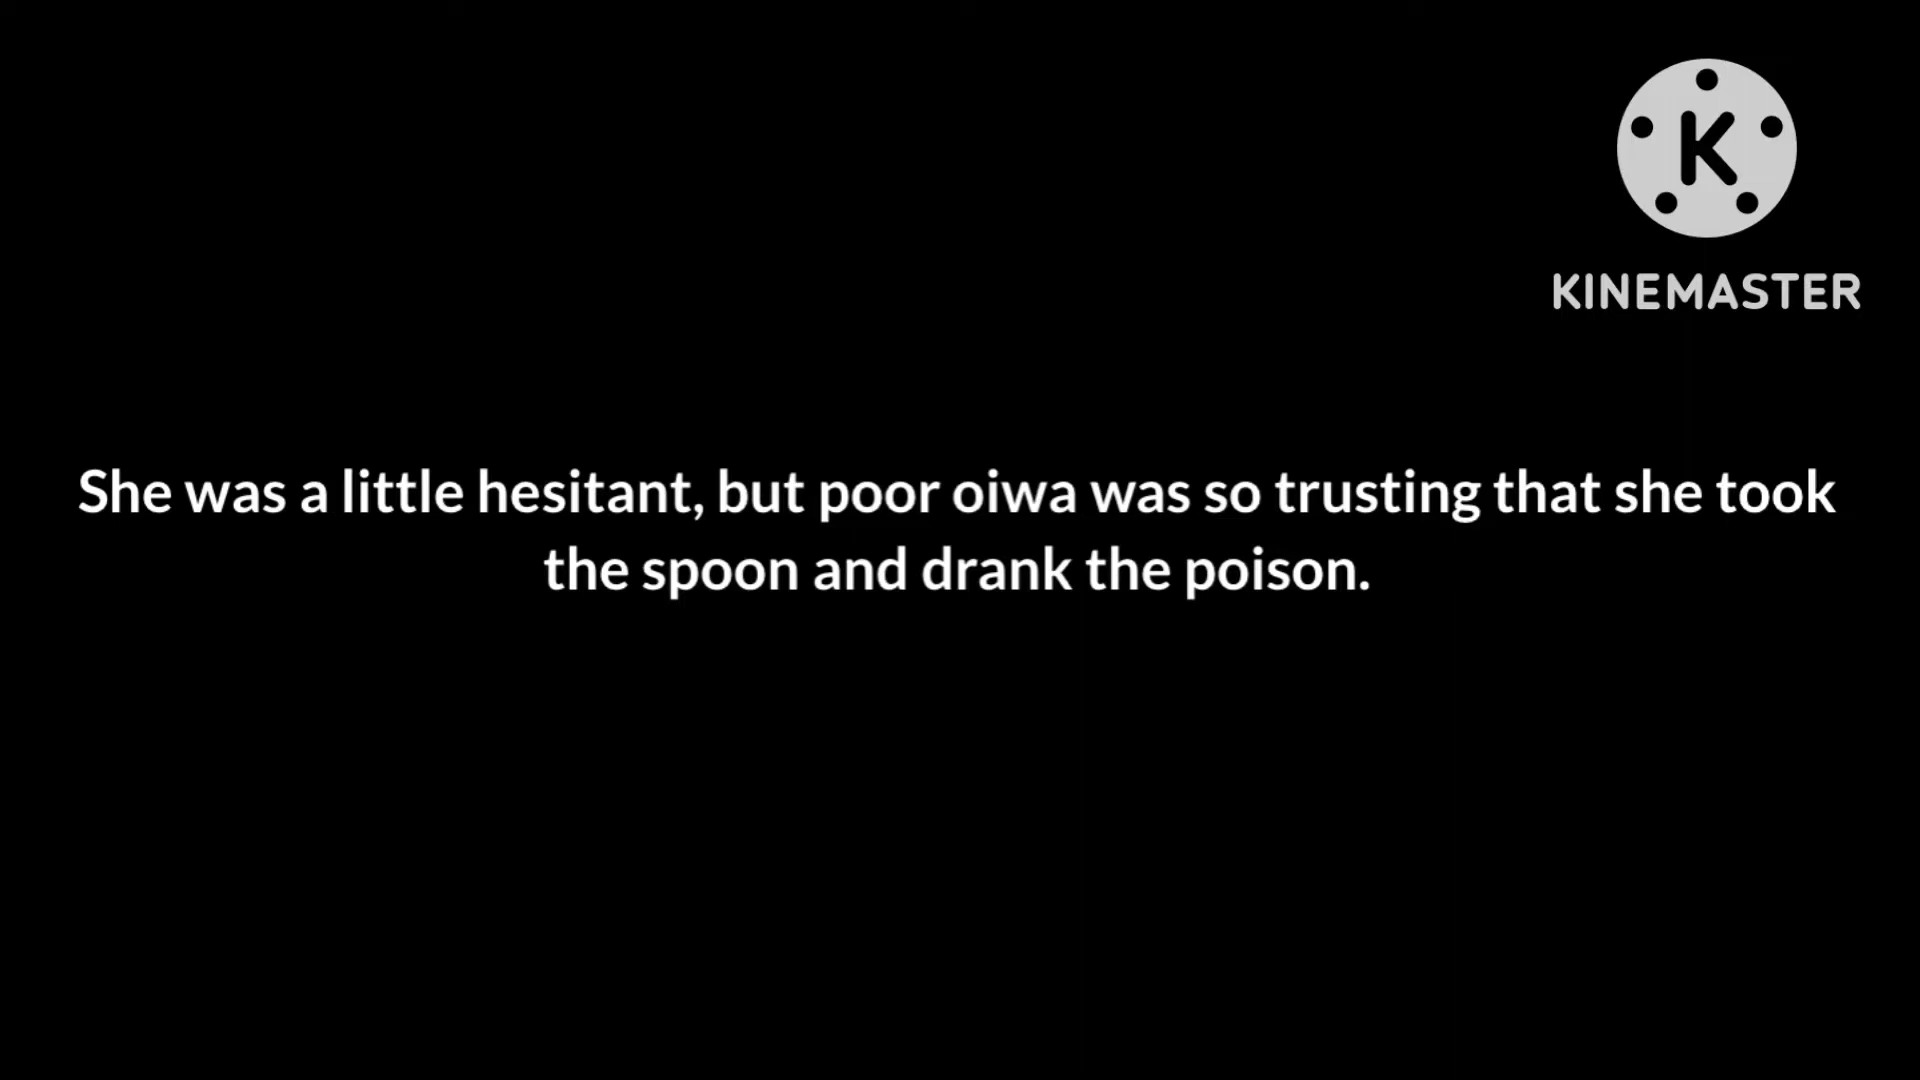 K
KINEMASTER
She was a little hesitant, but poor oiwa was so trusting that she took
the spoon and drank the poison.